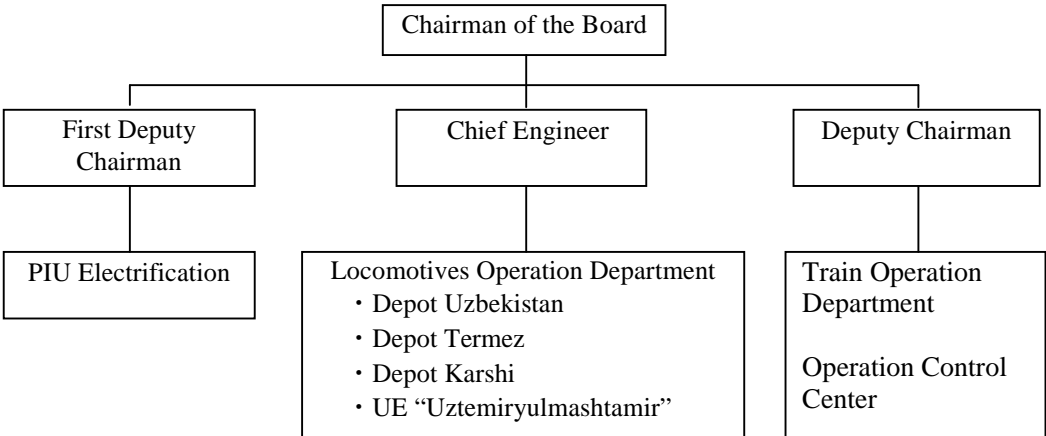 Chairman of the Board
First Deputy
Chairman
Chief Engineer
Deputy Chairman
PIU Electrification
Locomotives Operation Department
・Depot Uzbekistan
・Depot Termez
・Depot Karshi
・UE “Uztemiryulmashtamir”
Train Operation
Department
Operation Control
Center